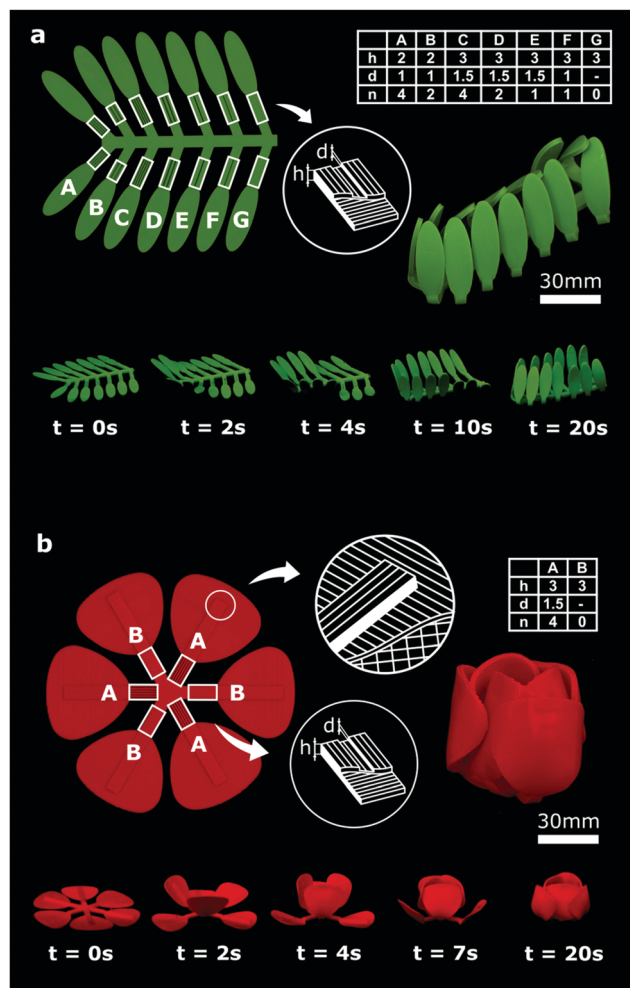 a
A B C D E F G
h 2 2 3 3 3 3 3
d 1 1 1.5 1.5 1.5 1 -
n 4 2 4 2 1 1 0
A
B
C
D
E
F
G
d
h
30mm
t = 0s
t = 2s
t = 4s
t = 10s
t = 20s
b
A B
h 3 3
d 1.5 -
n 4 0
B
A
A
B
B
A
d
h
30mm
t = 0s
t = 2s
t = 4s
t = 7s
t = 20s